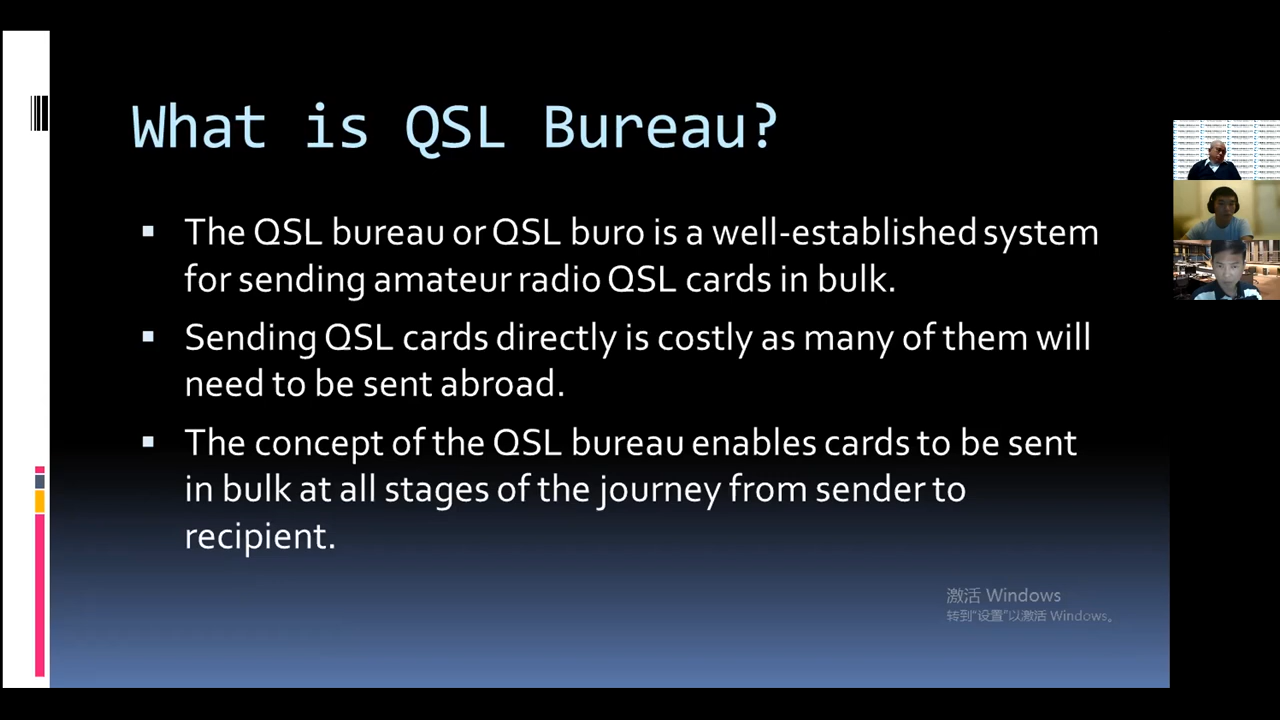 What is QSL Bureau?
The QSL bureau or QSL buro is a well-established system
for sending amateur radio QSL cards in bulk.
Sending QSL cards directly is costly as many of them will
need to be sent abroad.
The concept of the QSL bureau enables cards to be sent
in bulk at all stages of the journey from sender to
recipient.
激活 Windows
转到“设置”以激活 Windows。